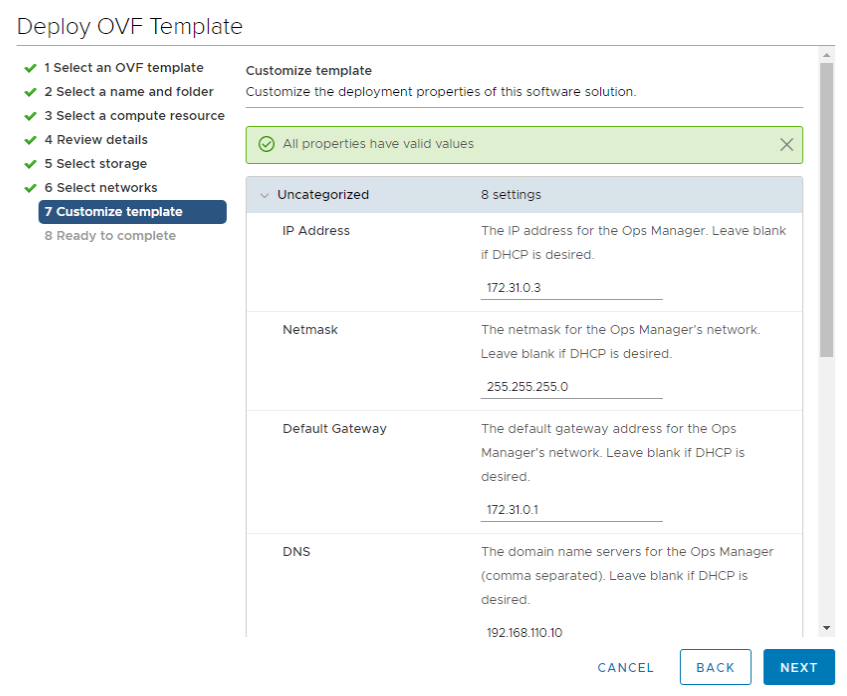 Deploy OVF Template
1 Select an OVF template
2 Select a name and folder
3 Select a compute resource
4 Review details
5 Select storage
6 Select networks
7 Customize template
8 Ready to complete
Customize template
Customize the deployment properties of this software solution.
All properties have valid values
Uncategorized 8 settings
IP Address
The IP address for the Ops Manager. Leave blank
if DHCP is desired.
172.31.0.3
Netmask
The netmask for the Ops Manager's network.
Leave blank if DHCP is desired.
255.255.255.0
Default Gateway
The default gateway address for the Ops
Manager's network. Leave blank if DHCP is
desired.
172.31.0.1
DNS
The domain name servers for the Ops Manager
(comma separated). Leave blank if DHCP is
desired.
192.168.110.10
CANCEL
BACK
NEXT